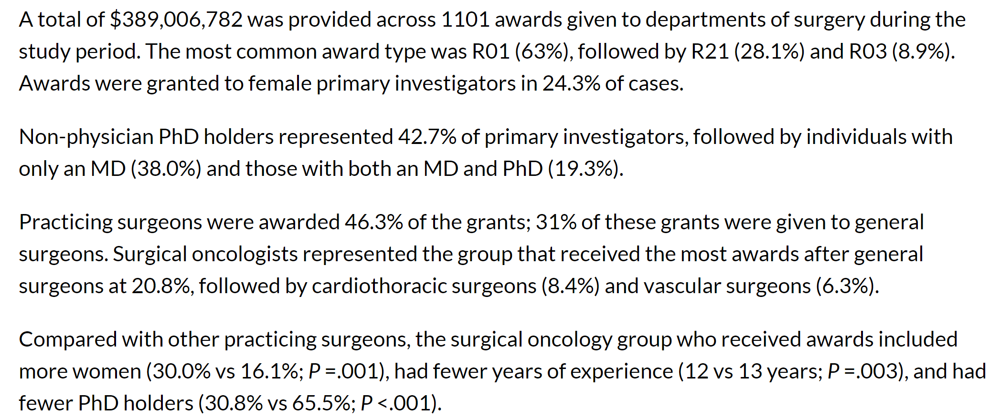 A total of $389,006,782 was provided across 1101 awards given to departments of surgery during the
study period. The most common award type was R01 (63%), followed by R21 (28.1%) and R03 (8.9%).
Awards were granted to female primary investigators in 24.3% of cases.
Non-physician PhD holders represented 42.7% of primary investigators, followed by individuals with
only an MD (38.0%) and those with both an MD and PhD (19.3%).
Practicing surgeons were awarded 46.3% of the grants; 31% of these grants were given to general
surgeons. Surgical oncologists represented the group that received the most awards after general
surgeons at 20.8%, followed by cardiothoracic surgeons (8.4%) and vascular surgeons (6.3%).
Compared with other practicing surgeons, the surgical oncology group who received awards included
more women (30.0% vs 16.1%; P =.001), had fewer years of experience (12 vs 13 years; P =.003), and had
fewer PhD holders (30.8% vs 65.5%; P <.001).